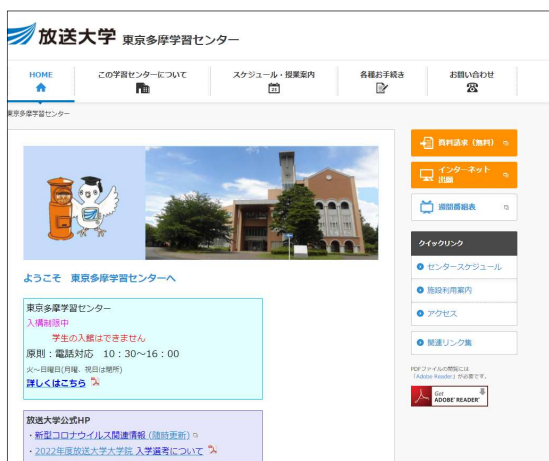 放送大学 東京多摩学習センター
HOME
この学習センターについて
スケジュール・授業案内
各種お手続き
お問い合わせ
東京多摩学習センター
資料請求（無料）
インターネット
出願
週間番組表
クイックリンク
センタースケジュール
施設利用案内
アクセス
関連リンク集
PDFファイルの閲覧には
「Adobe Reader」が必要です。
Get
ADOBE® READER®
ようこそ 東京多摩学習センターへ
東京多摩学習センター
入構制限中
学生の入館はできません
原則：電話対応 10：30～16：00
火～日曜日(月曜、祝日は閉所)
詳しくはこちら
放送大学公式HP
・新型コロナウイルス関連情報 (随時更新)
・2022年度放送大学大学院 入学選考について